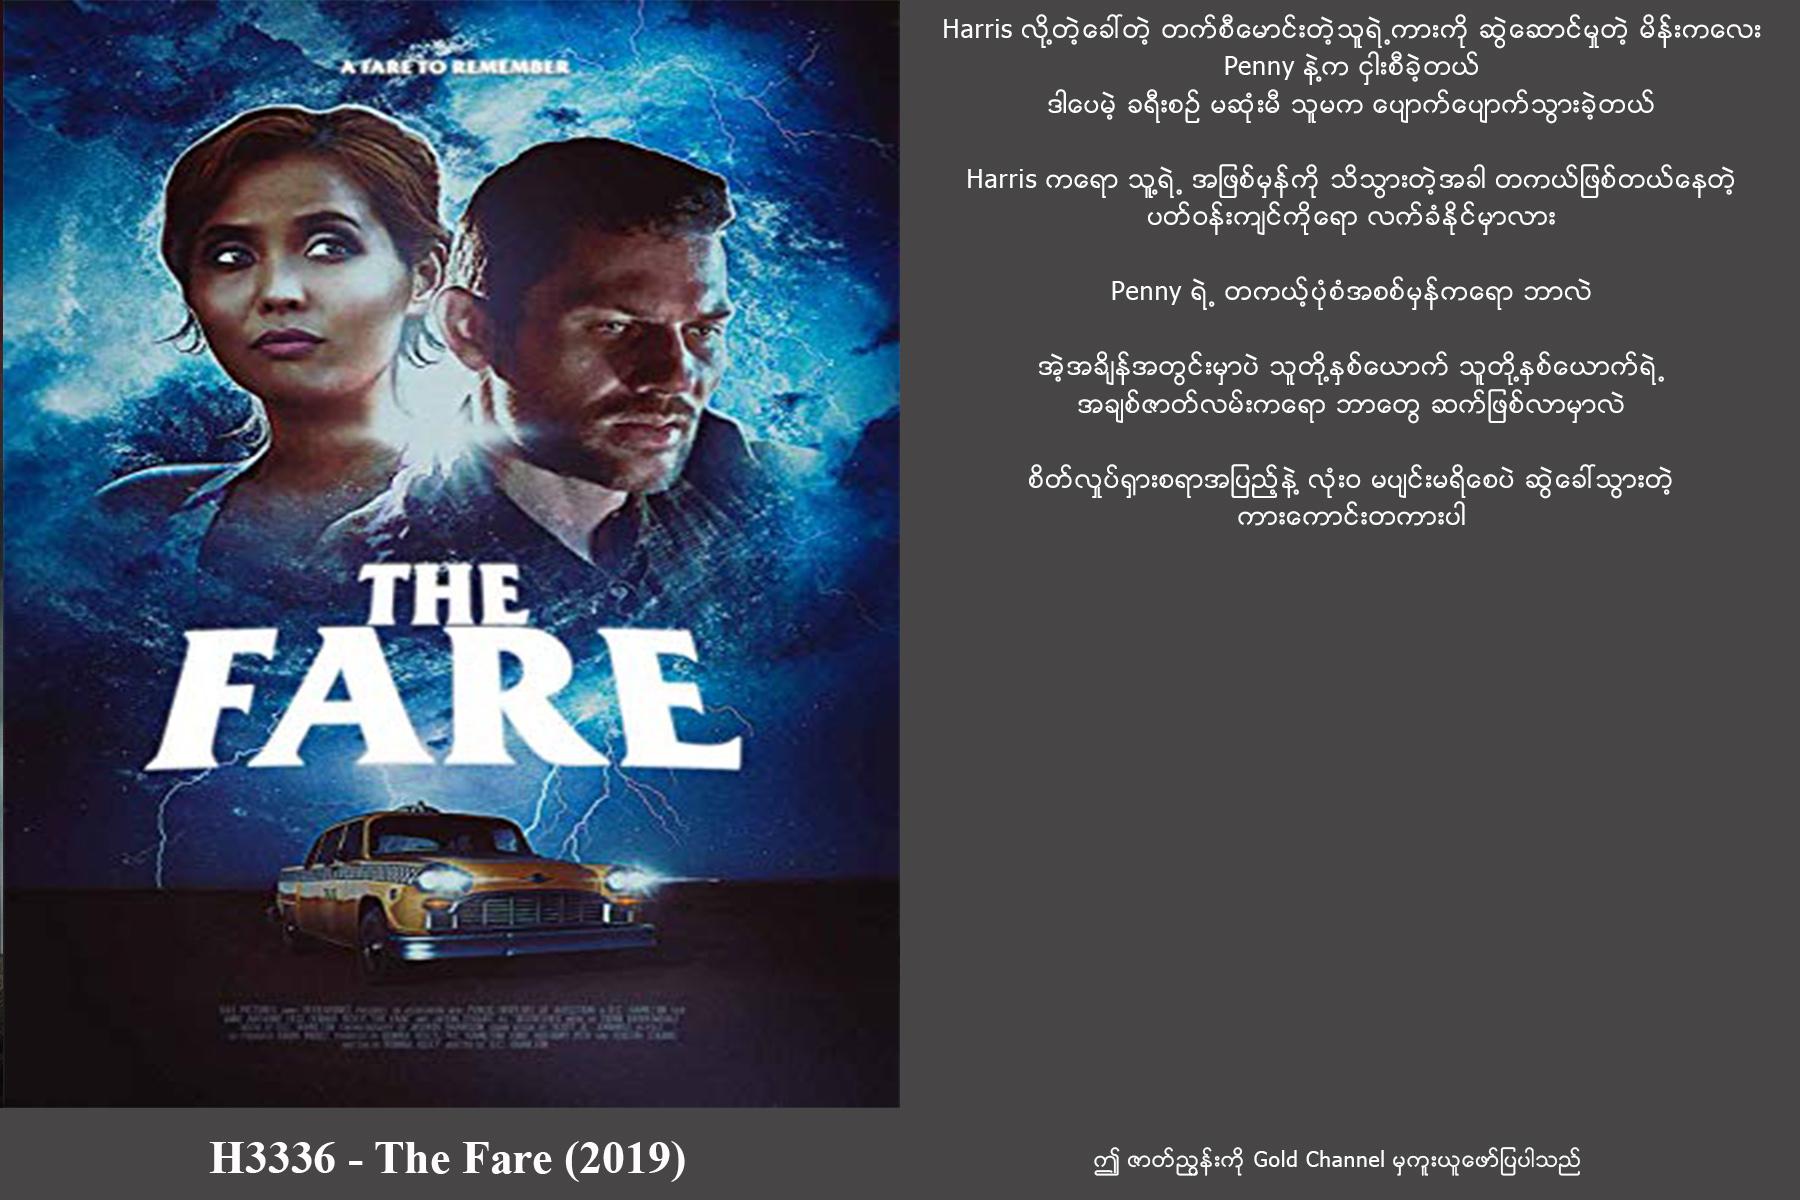 A FARE TO REMEMBER
THE
FARE
H3336 - The Fare (2019)
Harris လို့တဲ့ခေါ်တဲ့ တက်စီမောင်းတဲ့သူရဲ့ကားကို ဆွဲဆောင်မှုတဲ့ မိန်းကလေး
Penny နဲ့က ငှါးစီခဲ့တယ်
ဒါပေမဲ့ ခရီးစဉ် မဆုံးမီ သူမက ပျောက်ပျောက်သွားခဲ့တယ်
Harris ကရော သူ့ရဲ့ အဖြစ်မှန်ကို သိသွားတဲ့အခါ တကယ်ဖြစ်တယ်နေတဲ့
ပတ်ဝန်းကျင်ကိုရော လက်ခံနိုင်မှာလား
Penny ရဲ့ တကယ့်ပုံစံအစစ်မှန်ကရော ဘာလဲ
အဲ့အချိန်အတွင်းမှာပဲ သူတို့နှစ်ယောက် သူတို့နှစ်ယောက်ရဲ့
အချစ်ဇာတ်လမ်းကရော ဘာတွေ ဆက်ဖြစ်လာမှာလဲ
စိတ်လှုပ်ရှားစရာအပြည့်နဲ့ လုံးဝ မပျင်းမရိစေပဲ ဆွဲခေါ်သွားတဲ့
ကားကောင်းတကားပါ
ဤ ဇာတ်ညွှန်းကို Gold Channel မှကူးယူဖော်ပြပါသည်